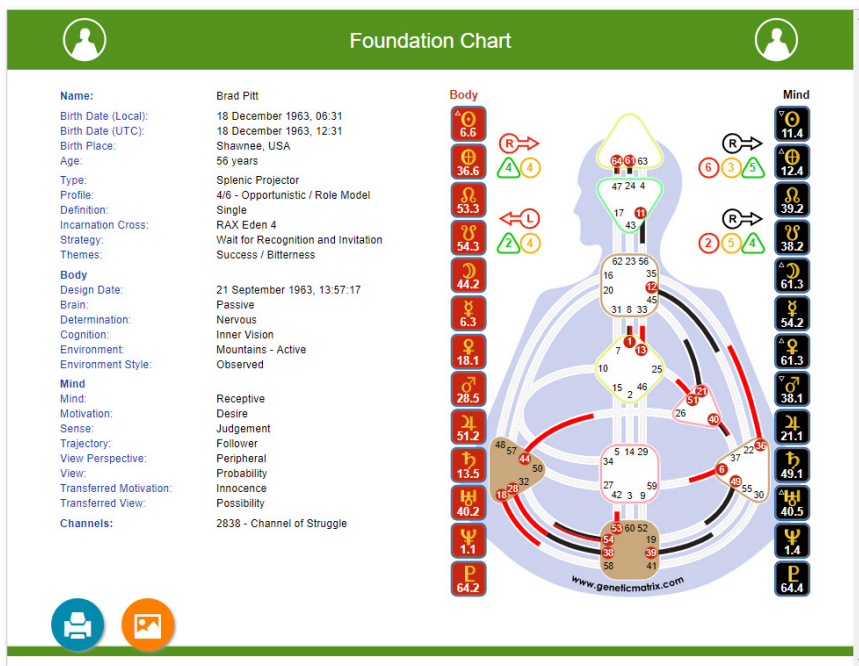 Foundation Chart
Name: Brad Pitt
Birth Date (Local): 18 December 1963, 06:31
Birth Date (UTC): 18 December 1963, 12:31
Birth Place: Shawnee, USA
Age: 56 years
Type: Splenic Projector
Profile: 4/6 - Opportunistic / Role Model
Definition: Single
Incarnation Cross: RAX Eden 4
Strategy: Wait for Recognition and Invitation
Themes: Success / Bitterness
Body
Design Date: 21 September 1963, 13:57:17
Brain: Passive
Determination: Nervous
Cognition: Inner Vision
Environment: Mountains - Active
Environment Style: Observed
Mind
Mind: Receptive
Motivation: Desire
Sense: Judgement
Trajectory: Follower
View Perspective: Peripheral
View: Probability
Transferred Motivation: Innocence
Transferred View: Possibility
Channels: 2838 - Channel of Struggle
Body
6.6
36.6
53.3
54.3
44.2
6.3
18.1
28.5
51.2
13.5
40.2
1.1
64.2
R
4 4
L
2 4
64 61 63
47 24 4
17 11
43
62 23 56
16 35
20 12
45
31 8 33
1
7 13
10 25
15 46
2
21
51
26 40
48 57
44
50
32
28
18
5 14 29
34
27 59
42 3 9
36
22
37
6
49
55
30
53 60 52
54 19
38 39
58 41
www.geneticmatrix.com
R
6 3 5
R
2 5 4
Mind
11.4
12.4
39.2
38.2
61.3
54.2
61.3
38.1
21.1
49.1
40.5
1.4
64.4